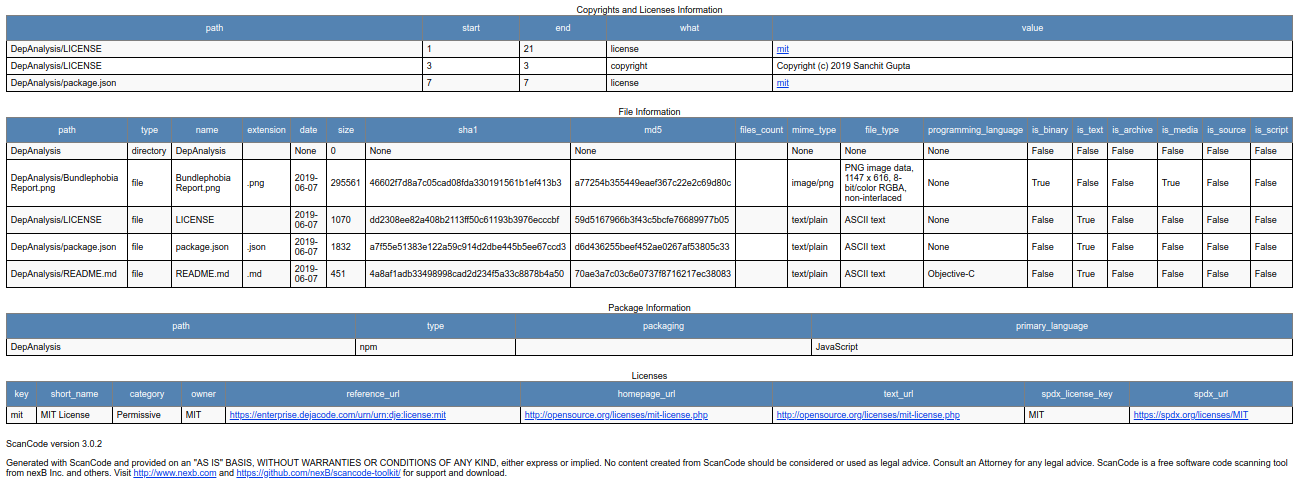 Copyrights and Licenses Information
path start end what value
DepAnalysis/LICENSE 1 21 license mit
DepAnalysis/LICENSE 3 3 copyright Copyright (c) 2019 Sanchit Gupta
DepAnalysis/package.json 7 7 license mit
File Information
path type name extension date size sha1 md5 files_count mime_type file_type programming_language is_binary is_text is_archive is_media is_source is_script
DepAnalysis directory DepAnalysis None 0 None None None None None False False False False False False
DepAnalysis/Bundlephobia Report.png file Bundlephobia Report.png .png 2019-06-07 295561 46602f7d8a7c05cad08fda330191561b1ef413b3 a77254b355449eaef367c22e2c69d80c image/png PNG image data, 1147 x 616, 8-bit/color RGBA, non-interlaced None True False False True False False
DepAnalysis/LICENSE file LICENSE 2019-06-07 1070 dd2308ee82a408b2113ff50c61193b3976ecccbf 59d5167966b3f43c5bcfe76689977b05 text/plain ASCII text None False True False False False False
DepAnalysis/package.json file package.json .json 2019-06-07 1832 a7f55e51383e122a59c914d2dbe445b5ee67ccd3 d6d436255beef452ae0267af53805c33 text/plain ASCII text None False True False False False False
DepAnalysis/README.md file README.md .md 2019-06-07 451 4a8af1adb33498998cad2d234f5a33c8878b4a50 70ae3a7c03c6e0737f8716217ec38083 text/plain ASCII text Objective-C False True False False False False
Package Information
path type packaging primary_language
DepAnalysis npm JavaScript
Licenses
key short_name category owner reference_url homepage_url text_url spdx_license_key spdx_url
mit MIT License Permissive MIT https://enterprise.dejacode.com/urn/urn:dje:license:mit http://opensource.org/licenses/mit-license.php http://opensource.org/licenses/mit-license.php MIT https://spdx.org/licenses/MIT
ScanCode version 3.0.2
Generated with ScanCode and provided on an "AS IS" BASIS, WITHOUT WARRANTIES OR CONDITIONS OF ANY KIND, either express or implied. No content created from ScanCode should be considered or used as legal advice. Consult an Attorney for any legal advice. ScanCode is a free software code scanning tool
from nexB Inc. and others. Visit http://www.nexb.com and https://github.com/nexB/scancode-toolkit/ for support and download.